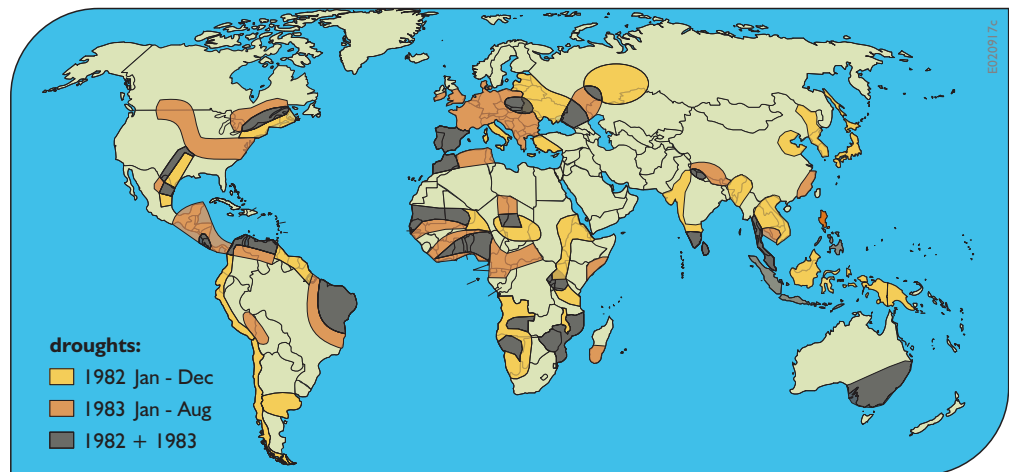 E020917c
droughts:
1982 Jan - Dec
1983 Jan - Aug
1982 + 1983